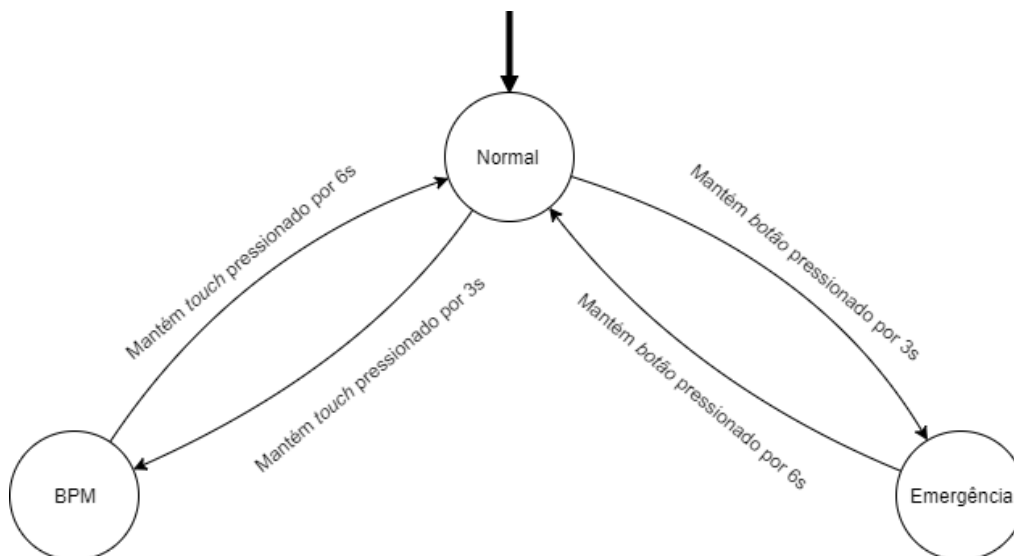 Normal
Mantém touch pressionado por 6s
Mantém botão pressionado por 3s
Mantém touch pressionado por 3s
Mantém botão pressionado por 6s
BPM
Emergência